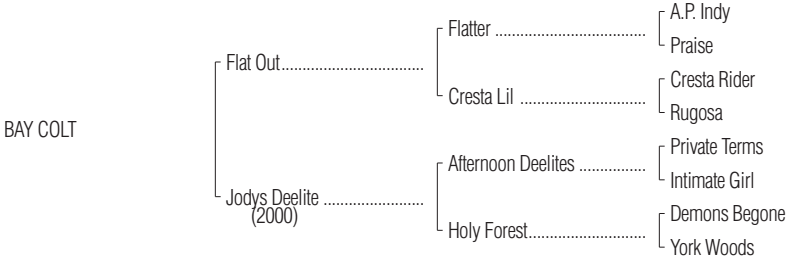 A.P. Indy
Flatter ....................................
Praise
Flat Out..................................
Cresta Rider
Cresta Lil ..............................
Rugosa
BAY COLT
Private Terms
Afternoon Deelites ................
Intimate Girl
Jodys Deelite ........................
(2000)
Demons Begone
Holy Forest............................
York Woods